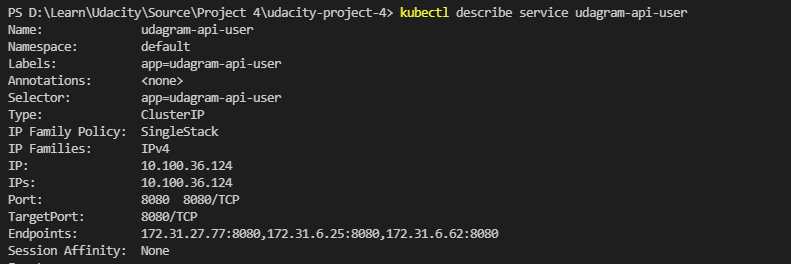 PS D:\Learn\Udacity\Source\Project 4\udacity-project-4> kubectl describe service udagram-api-user
Name: udagram-api-user
Namespace: default
Labels: app=udagram-api-user
Annotations: <none>
Selector: app=udagram-api-user
Type: ClusterIP
IP Family Policy: SingleStack
IP Families: IPv4
IP: 10.100.36.124
IPs: 10.100.36.124
Port: 8080 8080/TCP
TargetPort: 8080/TCP
Endpoints: 172.31.27.77:8080,172.31.6.25:8080,172.31.6.62:8080
Session Affinity: None